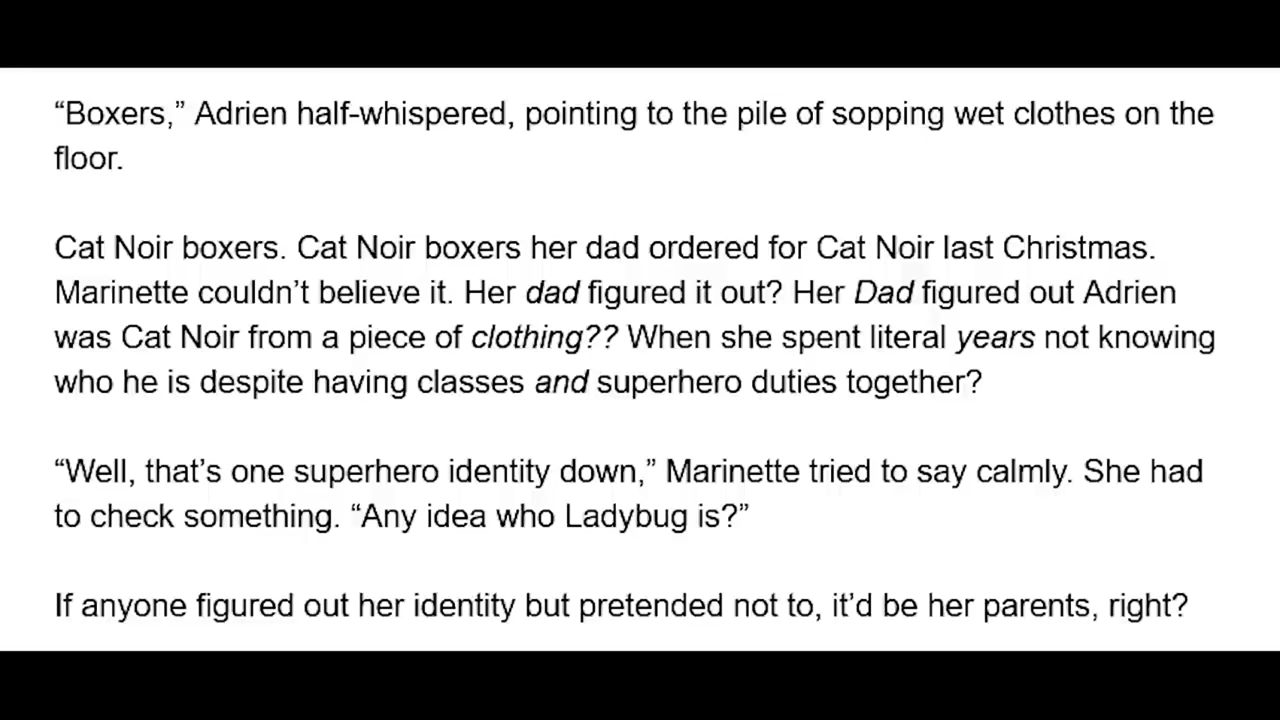 “Boxers,” Adrien half-whispered, pointing to the pile of sopping wet clothes on the
floor.
Cat Noir boxers. Cat Noir boxers her dad ordered for Cat Noir last Christmas.
Marinette couldn’t believe it. Her dad figured it out? Her Dad figured out Adrien
was Cat Noir from a piece of clothing?? When she spent literal years not knowing
who he is despite having classes and superhero duties together?
“Well, that’s one superhero identity down,” Marinette tried to say calmly. She had
to check something. “Any idea who Ladybug is?”
If anyone figured out her identity but pretended not to, it’d be her parents, right?